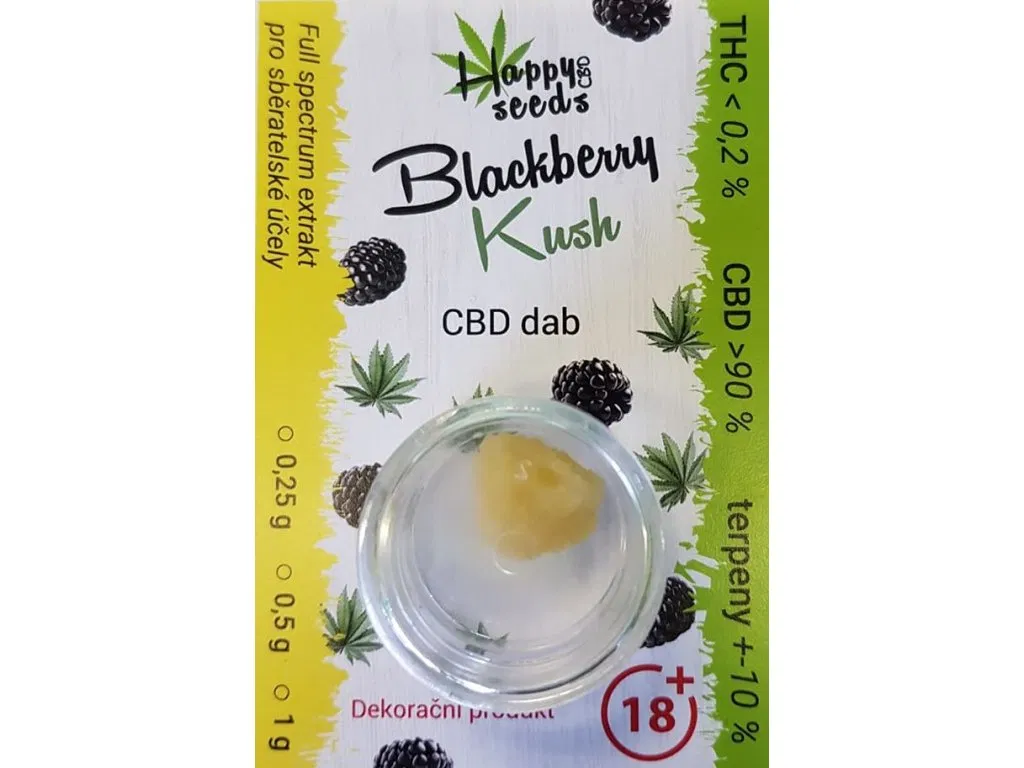 Happy CBD
seeds
Blackberry
Kush
CBD dab
Full spectrum extrakt
pro sběratelské účely
○ 0,25 g ○ 0,5 g ○ 1 g
THC < 0,2 % CBD >90 % terpeny +-10 %
Dekorační produkt
18+